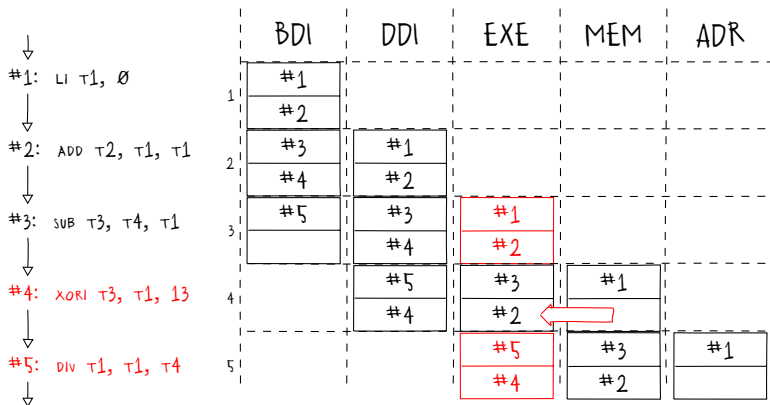 BDI DDI EXE MEM ADR
#1: LI T1, Ø
1 #1
#2
#2: ADD T2, T1, T1
2 #3 #1
#4 #2
#3: SUB T3, T4, T1
3 #5 #3 #1
#4 #2
#4: XORI T3, T1, 13
4 #5 #3 #1
#4 #2
#5: DIV T1, T1, T4
5 #5 #3 #1
#4 #2